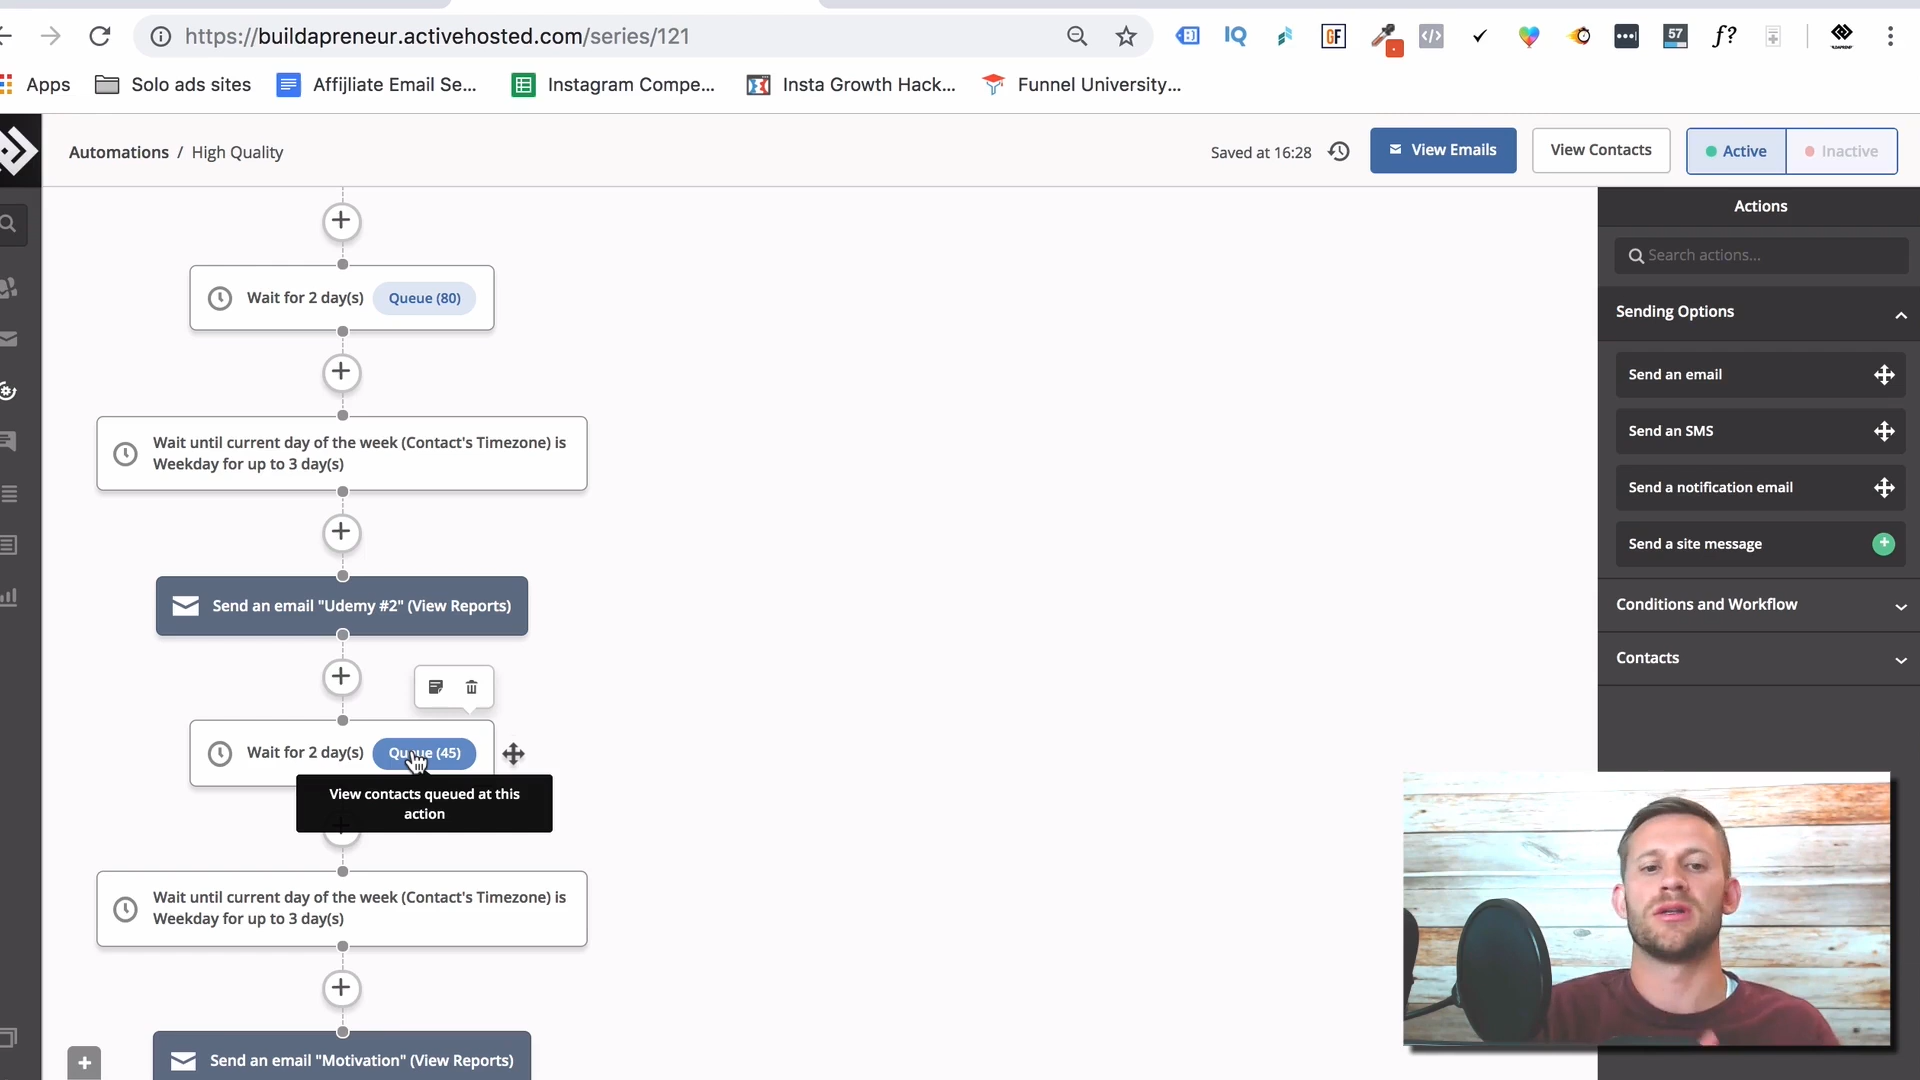 https://buildapreneur.activehosted.com/series/121
IQ
GF
57
f?
Apps
Solo ads sites
Affijliate Email Se...
Instagram Compe...
Insta Growth Hack...
Funnel University...
Automations / High Quality
Saved at 16:28
View Emails
View Contacts
Active
Inactive
Wait for 2 day(s)
Queue (80)
Wait until current day of the week (Contact's Timezone) is
Weekday for up to 3 day(s)
Send an email "Udemy #2" (View Reports)
Wait for 2 day(s)
Queue (45)
View contacts queued at this
action
Wait until current day of the week (Contact's Timezone) is
Weekday for up to 3 day(s)
Send an email "Motivation" (View Reports)
Actions
Search actions...
Sending Options
Send an email
Send an SMS
Send a notification email
Send a site message
Conditions and Workflow
Contacts